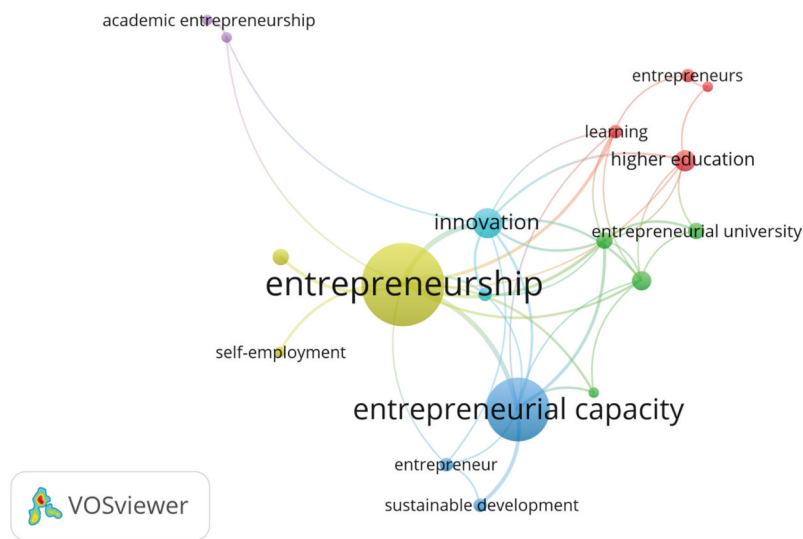 academic entrepreneurship
entrepreneurs
learning
higher education
innovation
entrepreneurial university
entrepreneurship
self-employment
entrepreneurial capacity
entrepreneur
sustainable development
VOSviewer